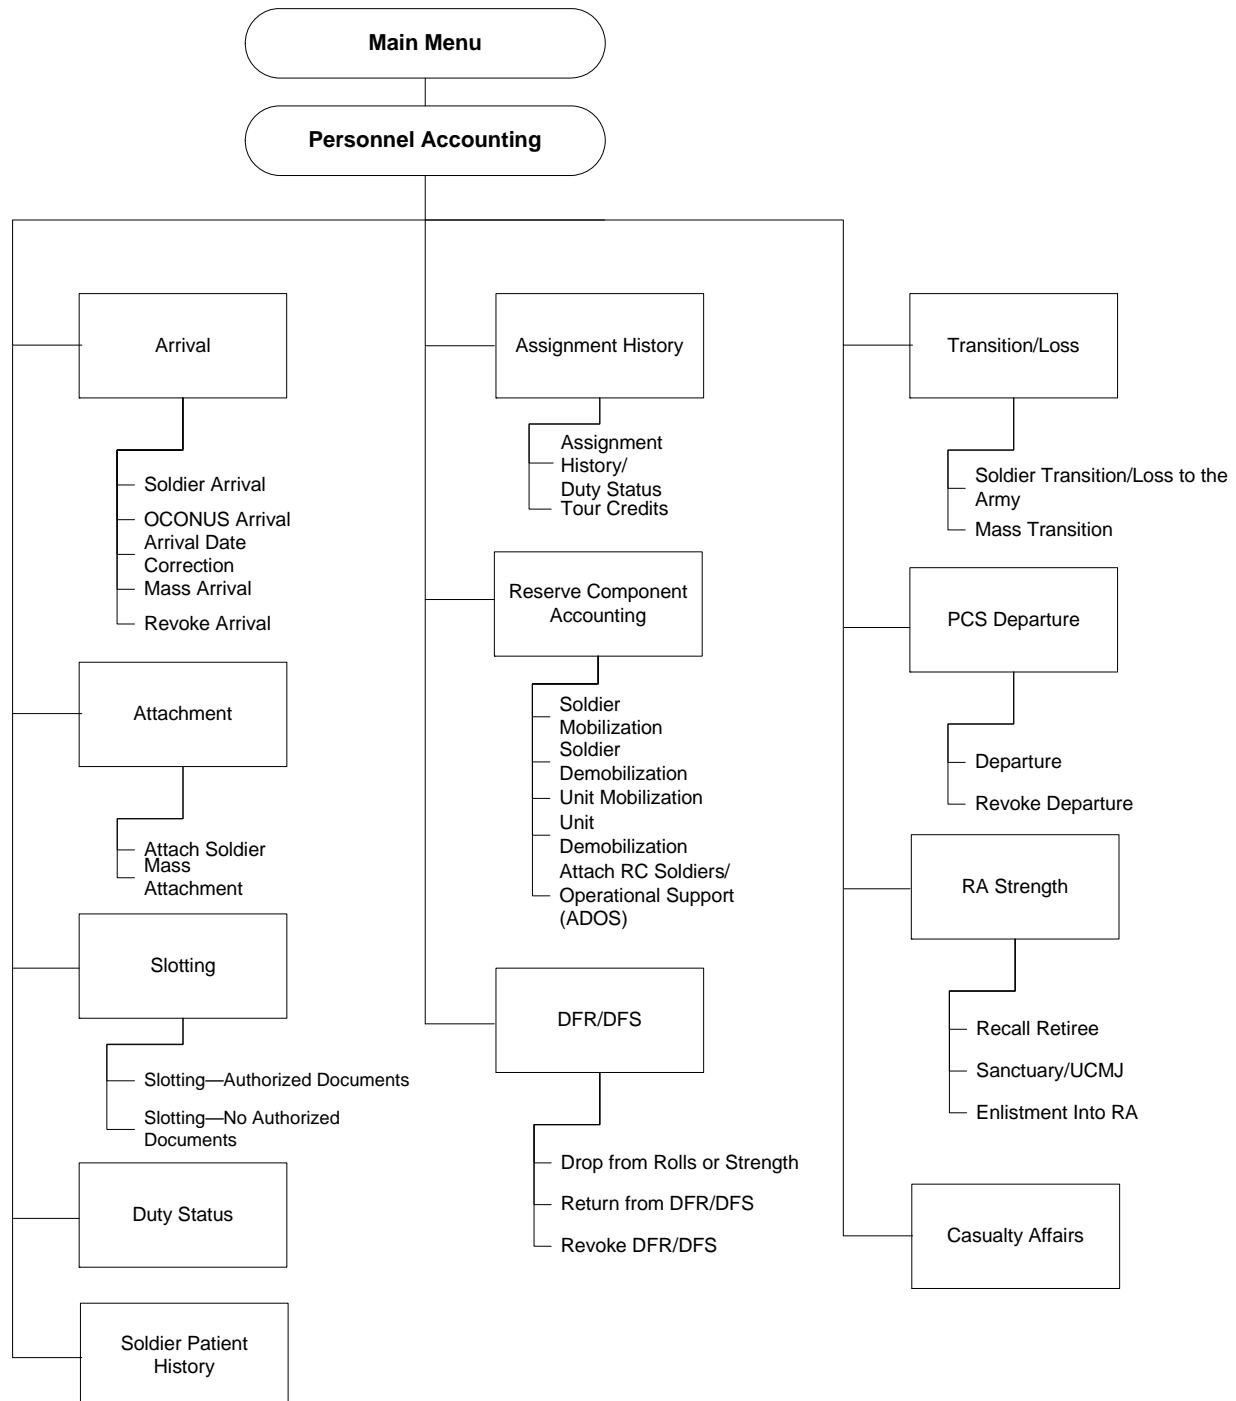 Main Menu
Personnel Accounting
Arrival
Soldier Arrival
OCONUS Arrival
Arrival Date
Correction
Mass Arrival
Revoke Arrival
Attachment
Attach Soldier
Mass
Attachment
Slotting
Slotting—Authorized Documents
Slotting—No Authorized
Documents
Duty Status
Soldier Patient
History
Assignment History
Assignment
History/
Duty Status
Tour Credits
Reserve Component
Accounting
Soldier
Mobilization
Soldier
Demobilization
Unit Mobilization
Unit
Demobilization
Attach RC Soldiers/
Operational Support
(ADOS)
DFR/DFS
Drop from Rolls or Strength
Return from DFR/DFS
Revoke DFR/DFS
Transition/Loss
Soldier Transition/Loss to the
Army
Mass Transition
PCS Departure
Departure
Revoke Departure
RA Strength
Recall Retiree
Sanctuary/UCMJ
Enlistment Into RA
Casualty Affairs